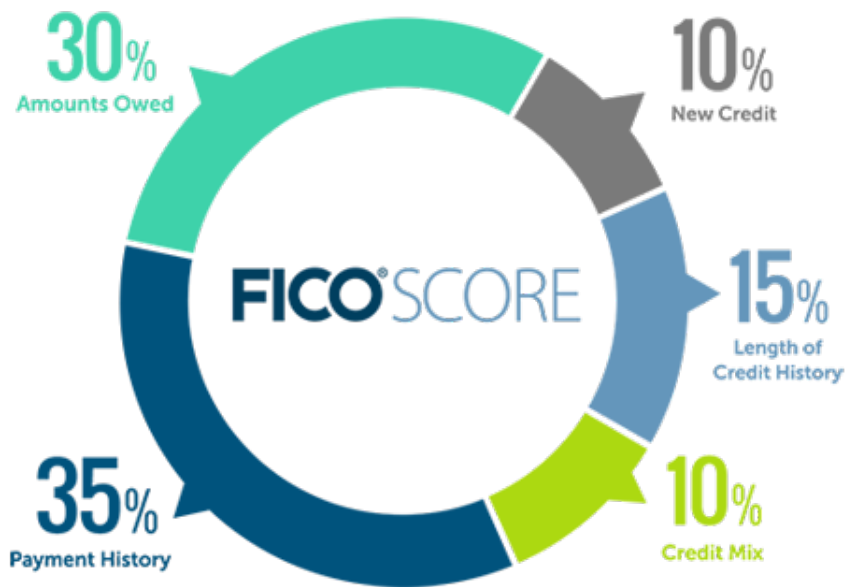 30%
Amounts Owed
10%
New Credit
FICO® SCORE
15%
Length of
Credit History
35%
Payment History
10%
Credit Mix